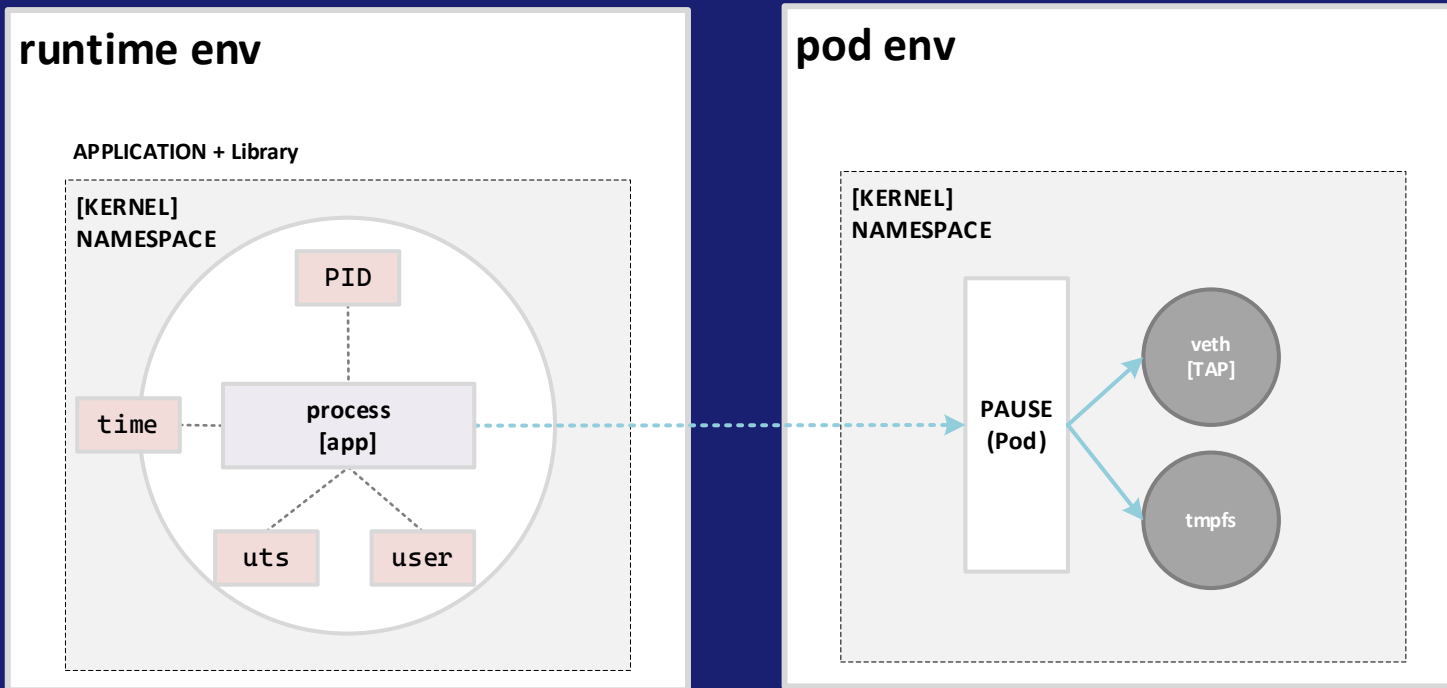 runtime env
APPLICATION + Library
[KERNEL]
NAMESPACE
PID
time
process
[app]
uts
user
pod env
[KERNEL]
NAMESPACE
PAUSE
(Pod)
veth
[TAP]
tmpfs